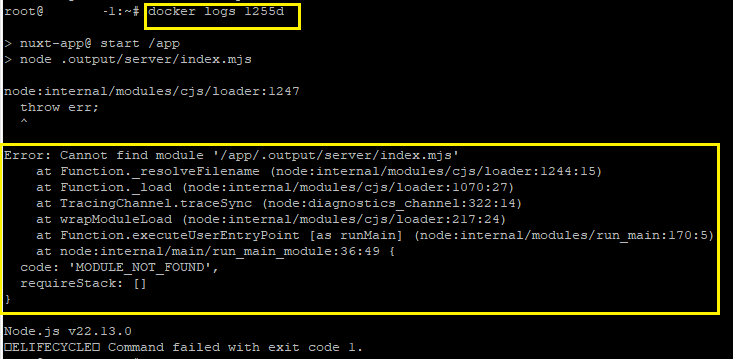 root@ -1:~# docker logs 1255d
> nuxt-app@ start /app
> node .output/server/index.mjs
node:internal/modules/cjs/loader:1247
throw err;
^
Error: Cannot find module '/app/.output/server/index.mjs'
at Function._resolveFilename (node:internal/modules/cjs/loader:1244:15)
at Function._load (node:internal/modules/cjs/loader:1070:27)
at TracingChannel.traceSync (node:diagnostics_channel:322:14)
at wrapModuleLoad (node:internal/modules/cjs/loader:217:24)
at Function.executeUserEntryPoint [as runMain] (node:internal/modules/run_main:170:5)
at node:internal/main/run_main_module:36:49 {
code: 'MODULE_NOT_FOUND',
requireStack: []
}
Node.js v22.13.0
□ELIFECYCLE□ Command failed with exit code 1.